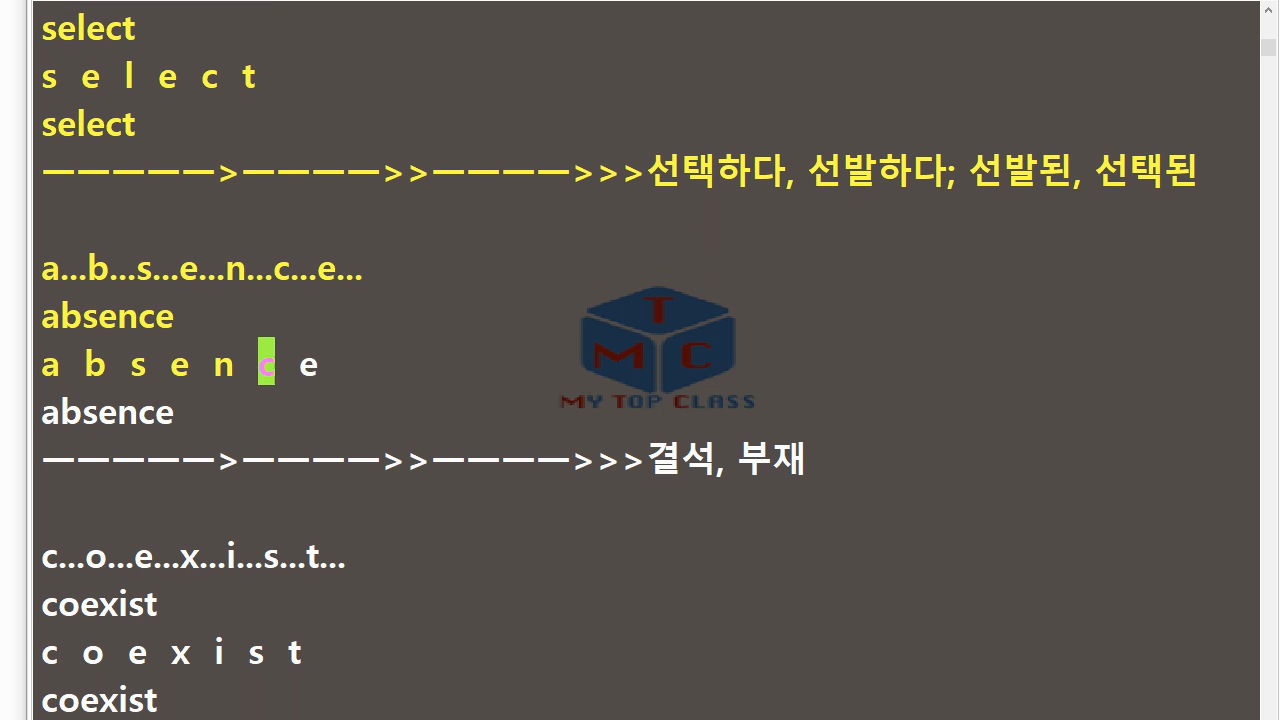 select
s e l e c t
select
—————>————>>————>>>선택하다, 선발하다; 선발된, 선택된
a...b...s...e...n...c...e...
absence
a b s e n c e
absence
—————>————>>————>>>결석, 부재
c...o...e...x...i...s...t...
coexist
c o e x i s t
coexist
T
M C
MY TOP CLASS